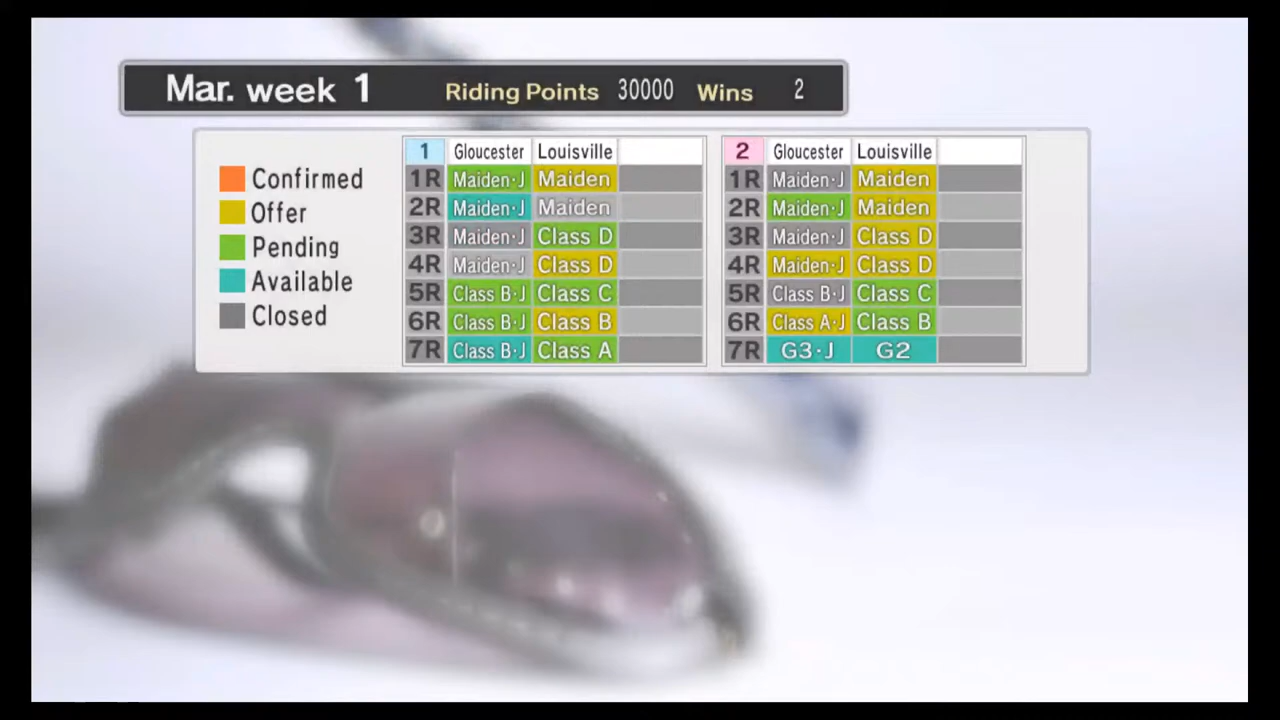 Mar. week 1 Riding Points 30000 Wins 2
Confirmed
Offer
Pending
Available
Closed
1 Gloucester Louisville
1R Maiden·J Maiden
2R Maiden·J Maiden
3R Maiden·J Class D
4R Maiden·J Class D
5R Class B·J Class C
6R Class B·J Class B
7R Class B·J Class A
2 Gloucester Louisville
1R Maiden·J Maiden
2R Maiden·J Maiden
3R Maiden·J Class D
4R Maiden·J Class D
5R Class B·J Class C
6R Class A·J Class B
7R G3·J G2